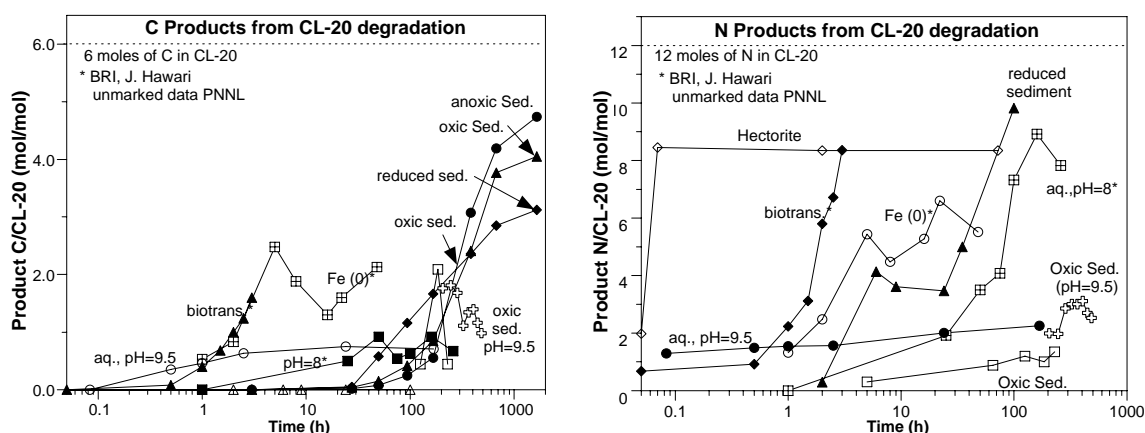 C Products from CL-20 degradation
6.0
6 moles of C in CL-20
* BRI, J. Hawari
unmarked data PNNL
anoxic Sed.
oxic Sed.
4.0
reduced sed.
oxic sed.
2.0
Fe (0)*
biotrans.*
oxic
sed.
pH=9.5
aq., pH=9.5
pH=8*
0.0
0.1 1 10 100 1000
Time (h)
Product C/CL-20 (mol/mol)
N Products from CL-20 degradation
12
12 moles of N in CL-20
* BRI, J. Hawari
unmarked data PNNL
reduced
sediment
10
Hectorite
8
aq.,pH=8*
biotrans.*
Fe (0)*
6
4
Oxic Sed.
(pH=9.5)
aq., pH=9.5
2
Oxic Sed.
0
0.1 1 10 100 1000
Time (h)
Product N/CL-20 (mol/mol)